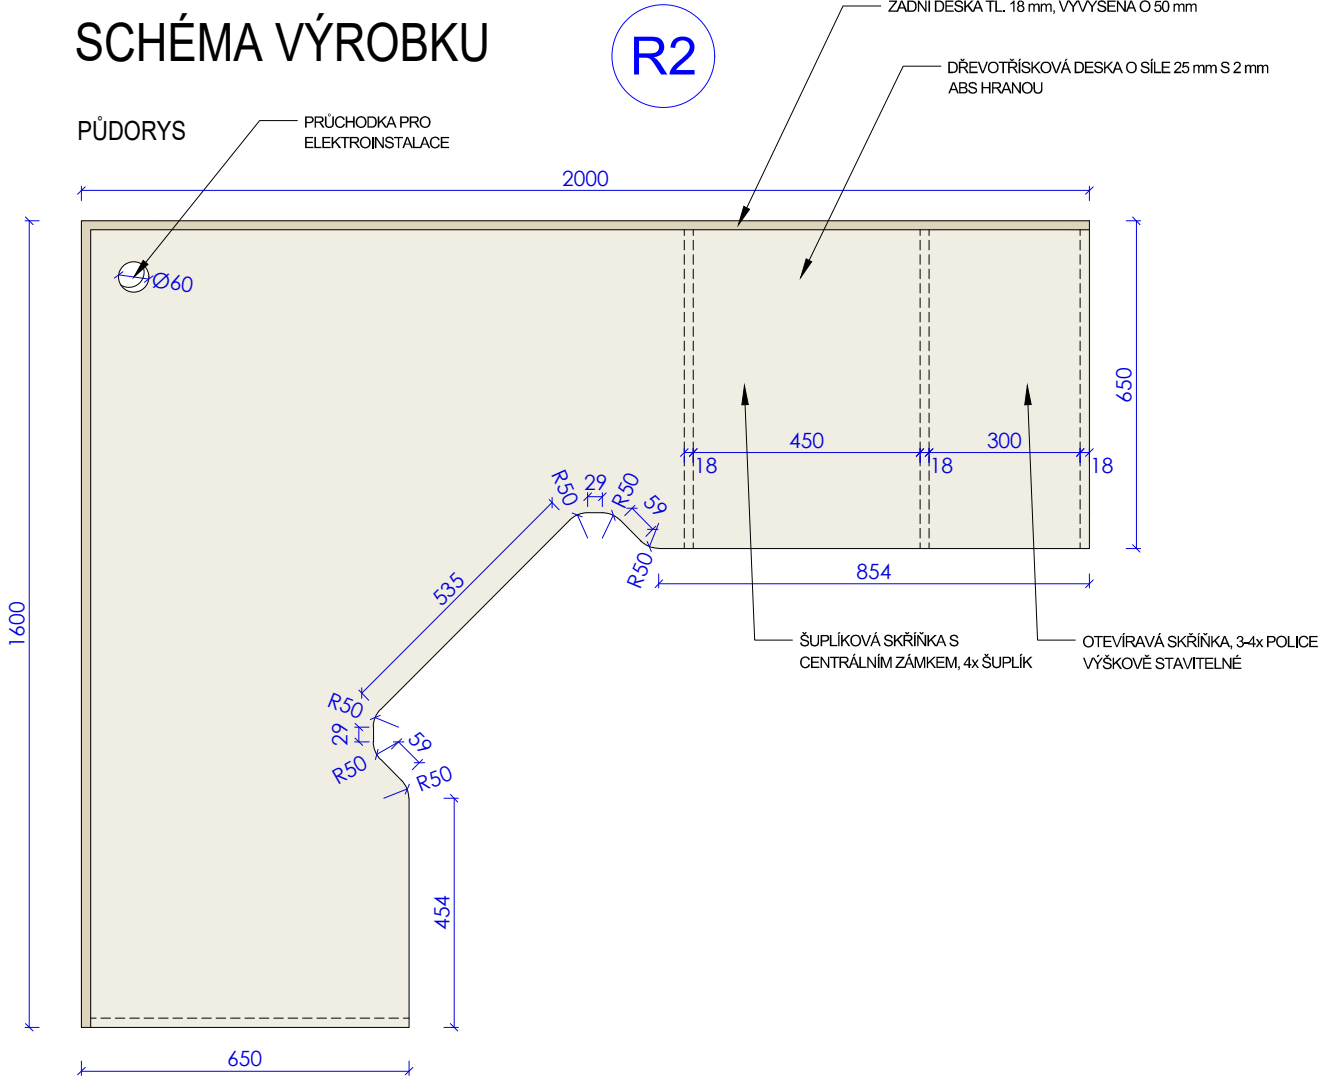 ZADNÍ DESKA TL. 18 mm, VYVÝŠENA O 50 mm
SCHÉMA VÝROBKU
R2
DŘEVOTŘÍSKOVÁ DESKA O SÍLE 25 mm S 2 mm
ABS HRANOU
PŮDORYS
PRŮCHODKA PRO
ELEKTROINSTALACE
2000
Ø60
650
450
300
18
18
18
R50
29
R50
59
R50
854
535
1600
ŠUPLÍKOVÁ SKŘÍŇKA S
CENTRÁLNÍM ZÁMKEM, 4x ŠUPLÍK
OTEVÍRAVÁ SKŘÍŇKA, 3-4x POLICE
VÝŠKOVĚ STAVITELNÉ
R50
29
59
R50
R50
454
650